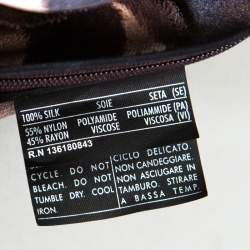 100% SILK SOIE SETA (SE)
55% NYLON POLYAMIDE POLIAMMIDE (PA)
45% RAYON VISCOSE VISCOSA (VI)
R.N 136180843
CYCLE. DO NOT CICLO DELICATO.
BLEACH. DO NOT NON CANDEGGIARE.
TUMBLE DRY. COOL NON ASCIUGARE IN
IRON. TAMBURO. STIRARE
A BASSA TEMP.